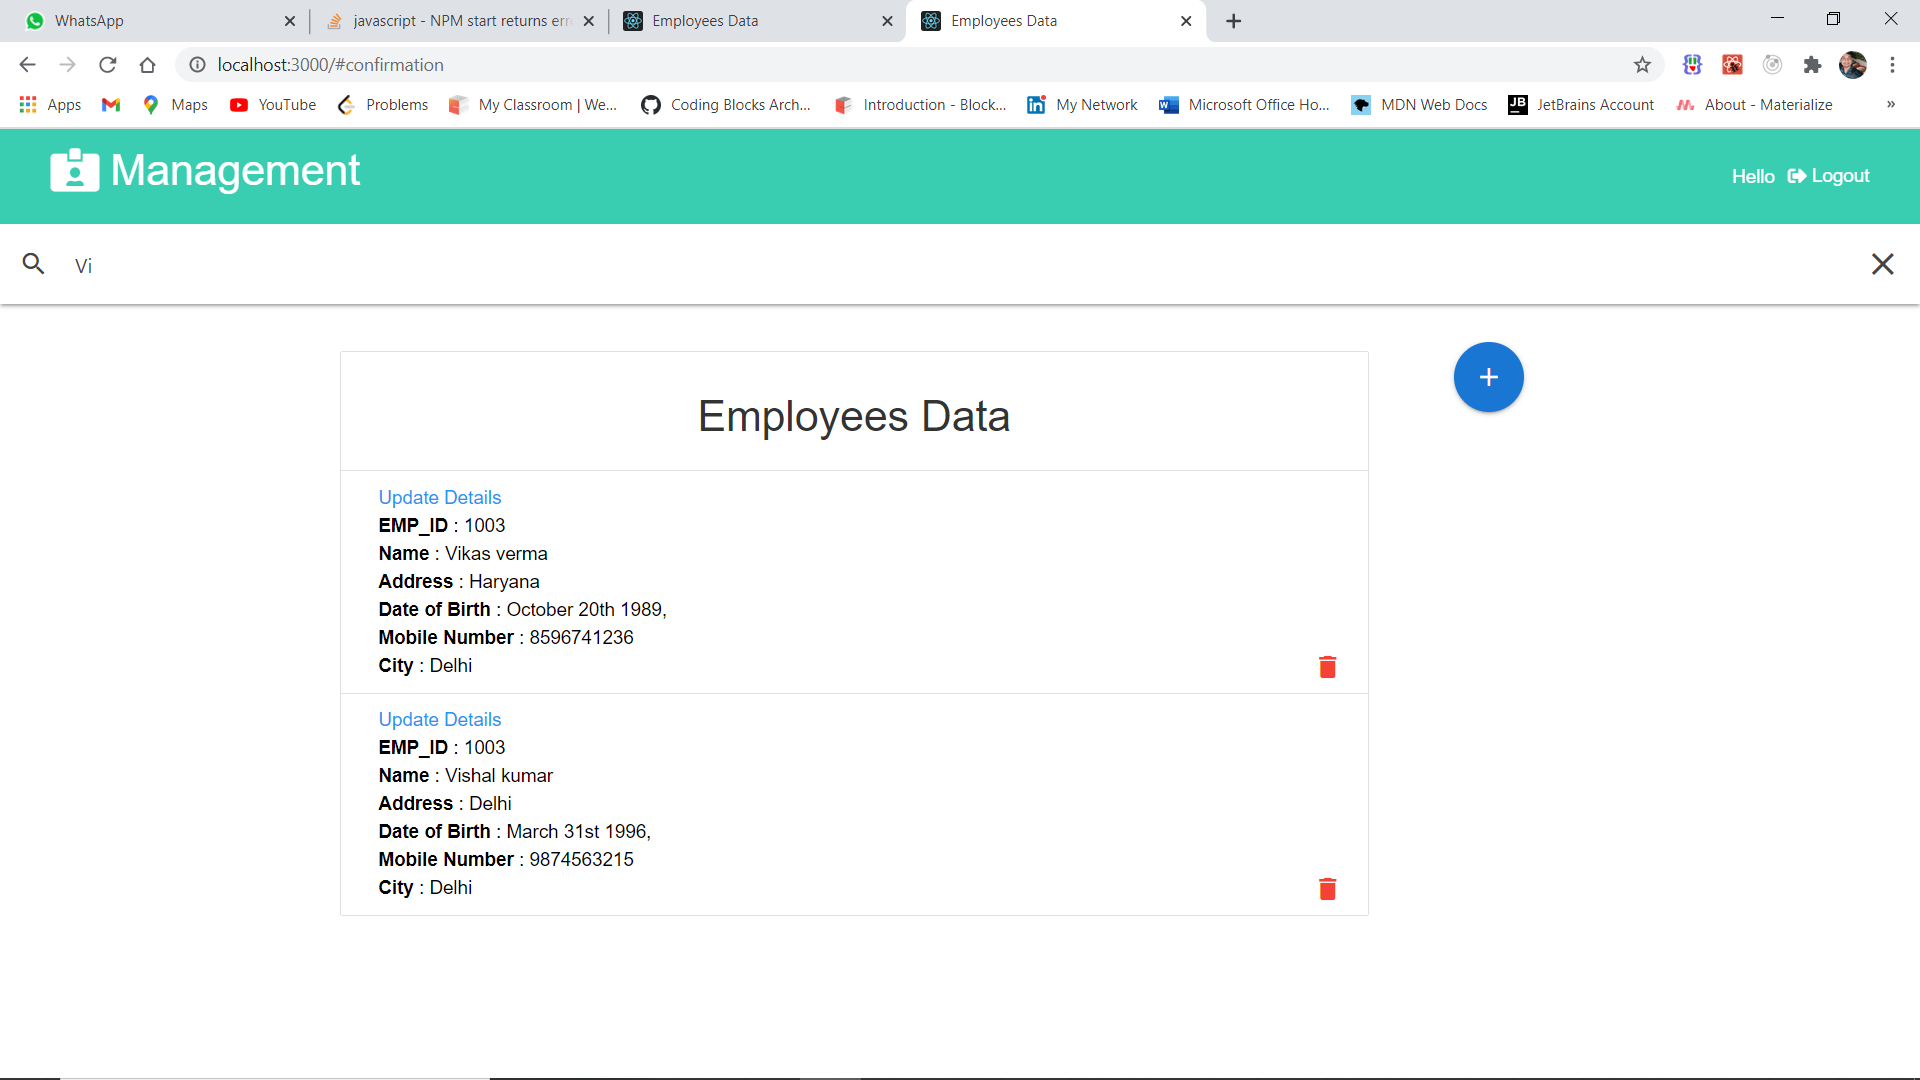 WhatsApp
javascript - NPM start returns err
Employees Data
Employees Data
localhost:3000/#confirmation
Apps
Maps
YouTube
Problems
My Classroom | We...
Coding Blocks Arch...
Introduction - Block...
My Network
Microsoft Office Ho...
MDN Web Docs
JB
JetBrains Account
About - Materialize
»
Management
Hello
Logout
Vi
Employees Data
Update Details
EMP_ID : 1003
Name : Vikas verma
Address : Haryana
Date of Birth : October 20th 1989,
Mobile Number : 8596741236
City : Delhi
Update Details
EMP_ID : 1003
Name : Vishal kumar
Address : Delhi
Date of Birth : March 31st 1996,
Mobile Number : 9874563215
City : Delhi